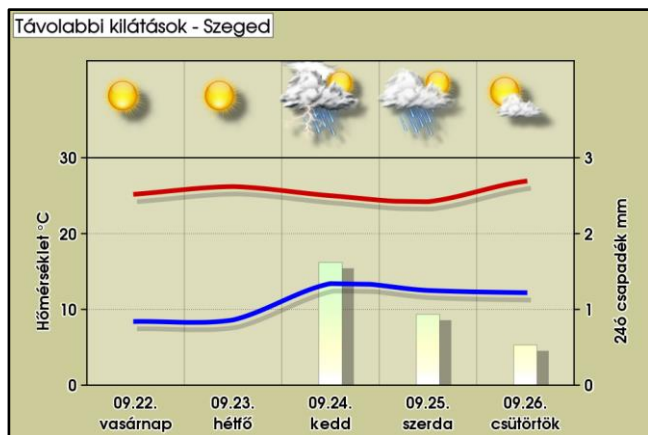 Távolabbi kilátások - Szeged
30
20
10
0
Hőmérséklet °C
3
2
1
0
24ó csapadék mm
09.22.
vasárnap
09.23.
hétfő
09.24.
kedd
09.25.
szerda
09.26.
csütörtök